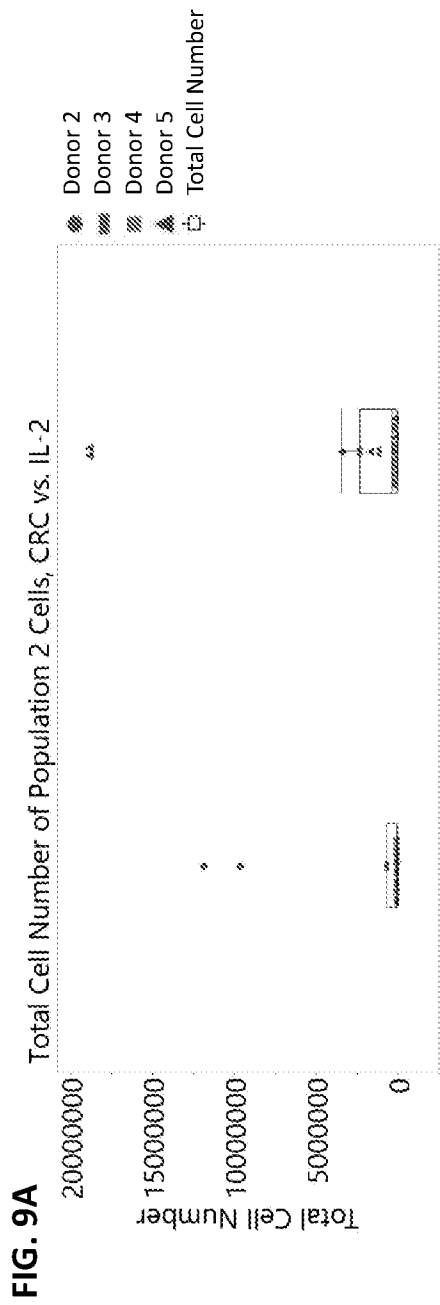 FIG. 9A
Total Cell Number of Population 2 Cells, CRC vs. IL-2
Total Cell Number
20000000
15000000
10000000
5000000
0
Donor 2
Donor 3
Donor 4
Donor 5
Total Cell Number